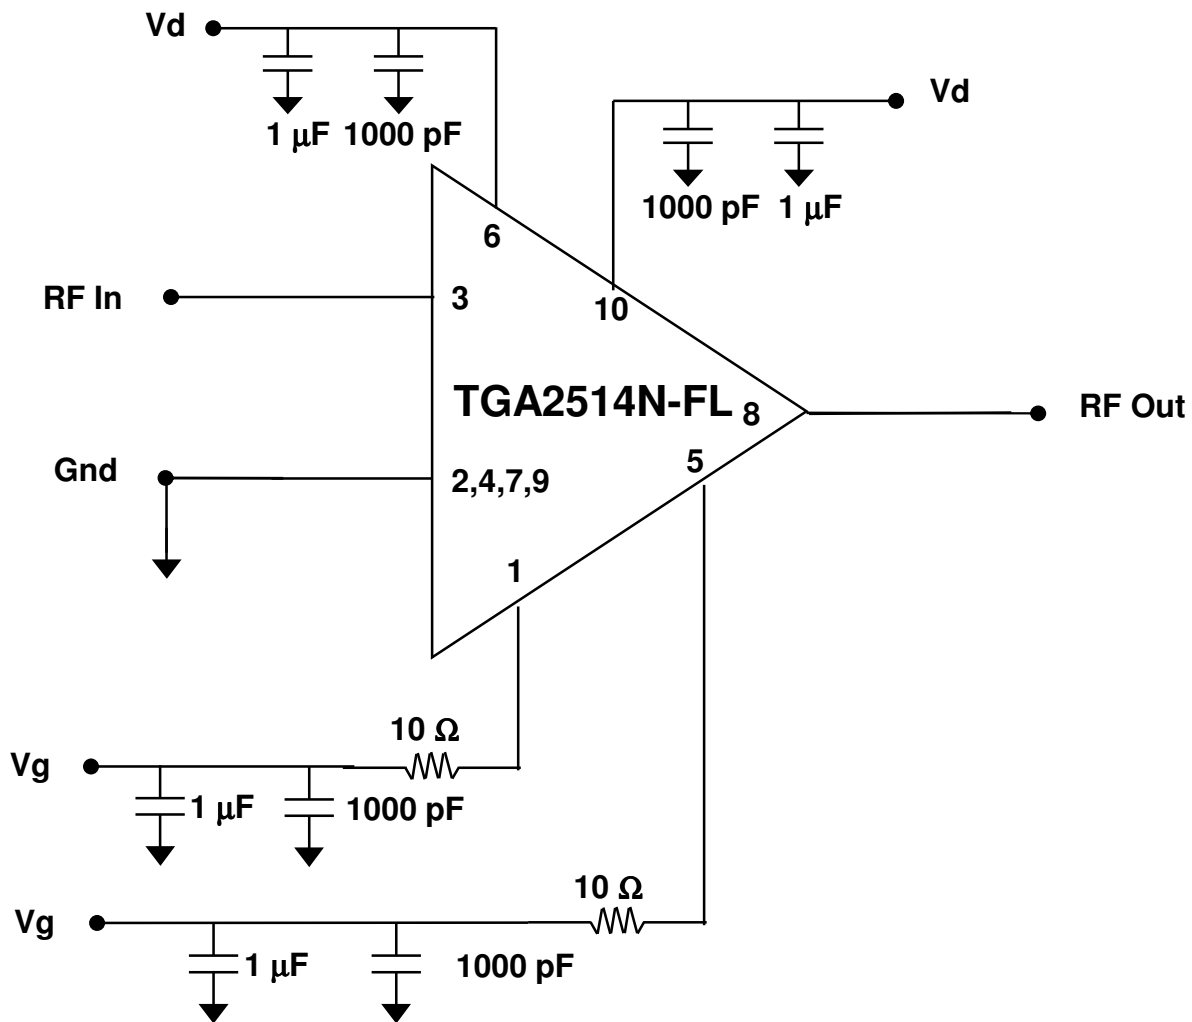 Vd
Vd
1 μF 1000 pF
1000 pF 1 μF
6
RF In
3
10
TGA2514N-FL
8
RF Out
5
Gnd
2,4,7,9
1
10 Ω
Vg
1 μF
1000 pF
10 Ω
Vg
1 μF
1000 pF